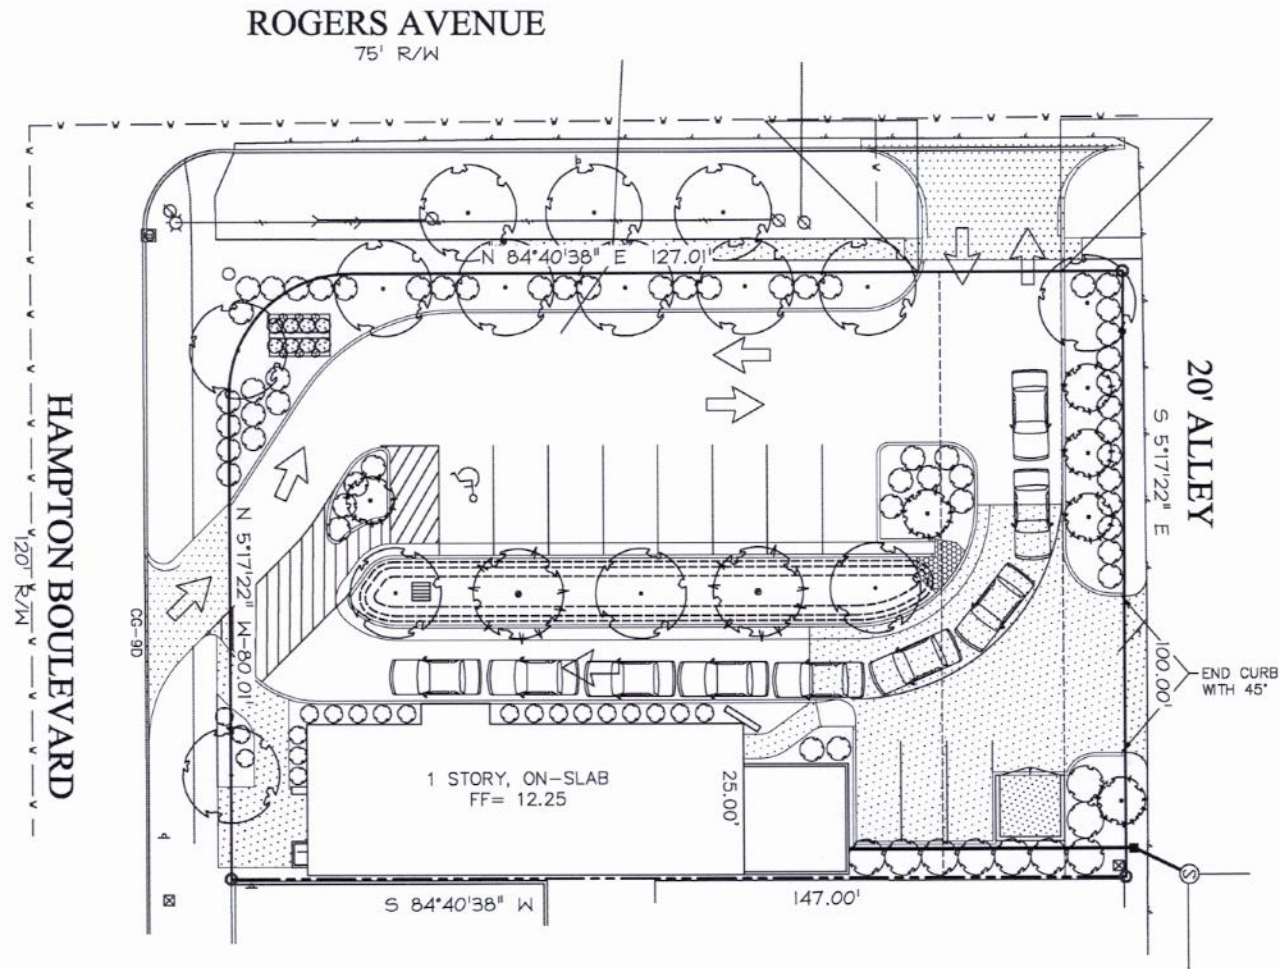 ROGERS AVENUE
75' R/W
N 84°40'38" E 127.01'
HAMPTON BOULEVARD
120' R/W
CG-9D
N 5°17'22" W-80.01'
20' ALLEY
S 5°17'22" E
100.00'
END CURB
WITH 45°
1 STORY, ON-SLAB
FF= 12.25
25.00'
S 84°40'38" W
147.00'
S